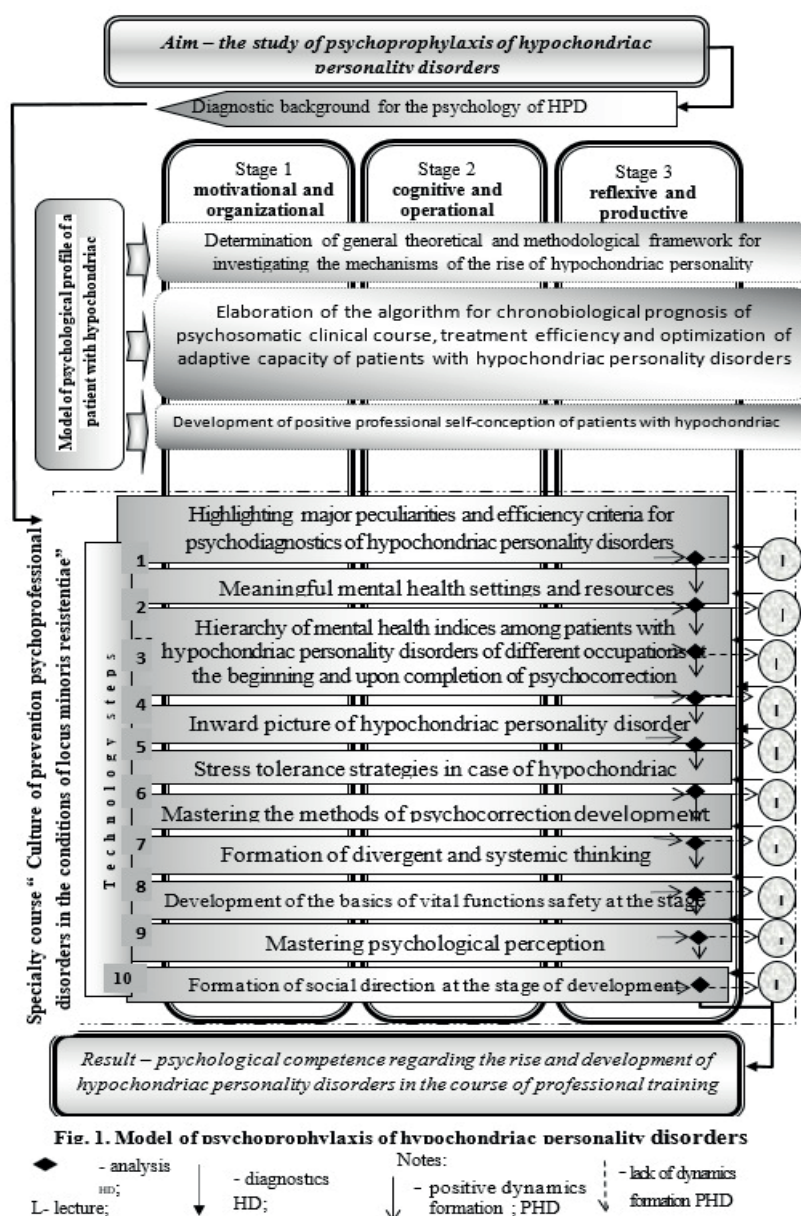 Aim – the study of psychoprophylaxis of hypochondriac
personality disorders
Diagnostic background for the psychology of HPD
Stage 1
motivational and
organizational
Stage 2
cognitive and
operational
Stage 3
reflexive and
productive
Model of psychological profile of a
patient with hypochondriac
Determination of general theoretical and methodological framework for
investigating the mechanisms of the rise of hypochondriac personality
Elaboration of the algorithm for chronobiological prognosis of
psychosomatic clinical course, treatment efficiency and optimization of
adaptive capacity of patients with hypochondriac personality disorders
Development of positive professional self-conception of patients with hypochondriac
Specialty course “ Culture of prevention psychoprofessional
disorders in the conditions of locus minoris resistentiae”
Technology steps
Highlighting major peculiarities and efficiency criteria for
psychodiagnostics of hypochondriac personality disorders
1
Meaningful mental health settings and resources
2
Hierarchy of mental health indices among patients with
3
hypochondriac personality disorders of different occupations
the beginning and upon completion of psychocorrection
4
Inward picture of hypochondriac personality disorder
5
Stress tolerance strategies in case of hypochondriac
6
Mastering the methods of psychocorrection development
7
Formation of divergent and systemic thinking
8
Development of the basics of vital functions safety at the stage
9
Mastering psychological perception
10
Formation of social direction at the stage of development
Result – psychological competence regarding the rise and development of
hypochondriac personality disorders in the course of professional training
Fig. 1. Model of psychoprophylaxis of hypochondriac personality disorders
Notes:
- analysis
HD;
L- lecture;
- diagnostics
HD;
- positive dynamics
formation ; PHD
- lack of dynamics
formation PHD